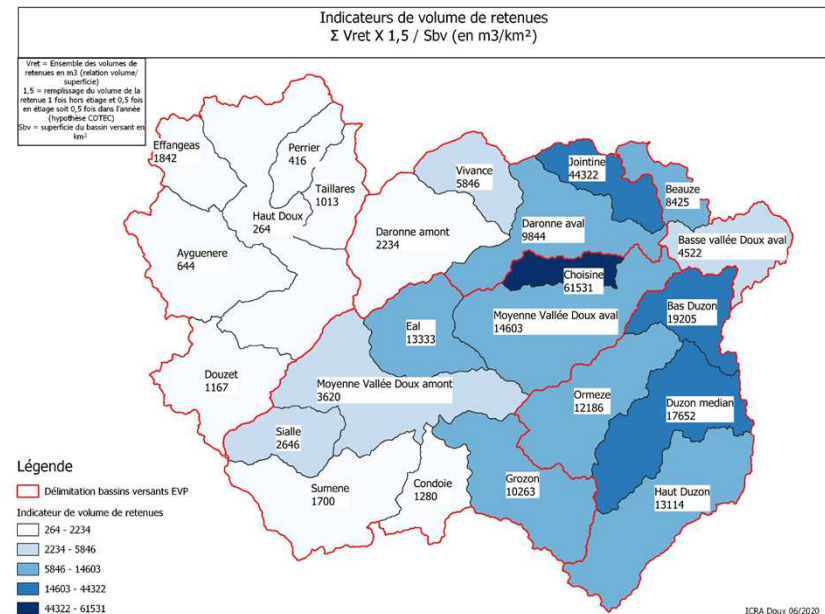 Indicateurs de volume de retenues
Σ Vret X 1,5 / Sbv (en m3/km²)
Vret = Ensemble des volumes de
retenues en m3 (relation volume/
superficie)
1,5 = remplissage du volume de la
retenue 1 fois hors étiage et 0,5 fois
en étiage soit 0,5 fois dans l'année
(hypothèse COTEC)
Sbv = superficie du bassin versant en
km²
Effangeas
1842
Perrier
416
Taillares
1013
Haut Doux
264
Ayguenere
644
Vivance
5846
Jointine
44322
Beauze
8425
Daronne amont
2234
Daronne aval
9844
Basse vallée Doux aval
4522
Choisine
61531
Eal
13333
Moyenne Vallée Doux aval
14603
Bas Duzon
19205
Douzet
1167
Moyenne Vallée Doux amont
3620
Ormeze
12186
Duzon median
17652
Sialle
2646
Sumene
1700
Condoie
1280
Grozon
10263
Haut Duzon
13114
Légende
Délimitation bassins versants EVP
Indicateur de volume de retenues
264 - 2234
2234 - 5846
5846 - 14603
14603 - 44322
44322 - 61531
ICRA Doux 06/2020